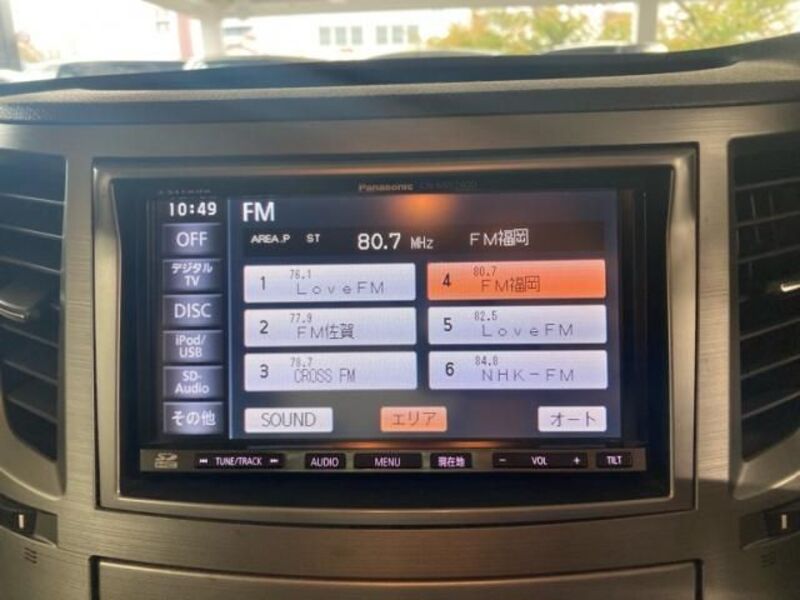 Panasonic
10:49
FM
AREA.P ST 80.7 MHz FM福岡
OFF
デジタル
TV
DISC
iPod/
USB
SD-
Audio
その他
1 76.1 LoveFM
2 77.9 FM佐賀
3 78.7 CROSS FM
4 80.7 FM福岡
5 82.5 LoveFM
6 84.8 NHK-FM
SOUND エリア オート
SD TUNE/TRACK AUDIO MENU 現在地 − VOL + TILT